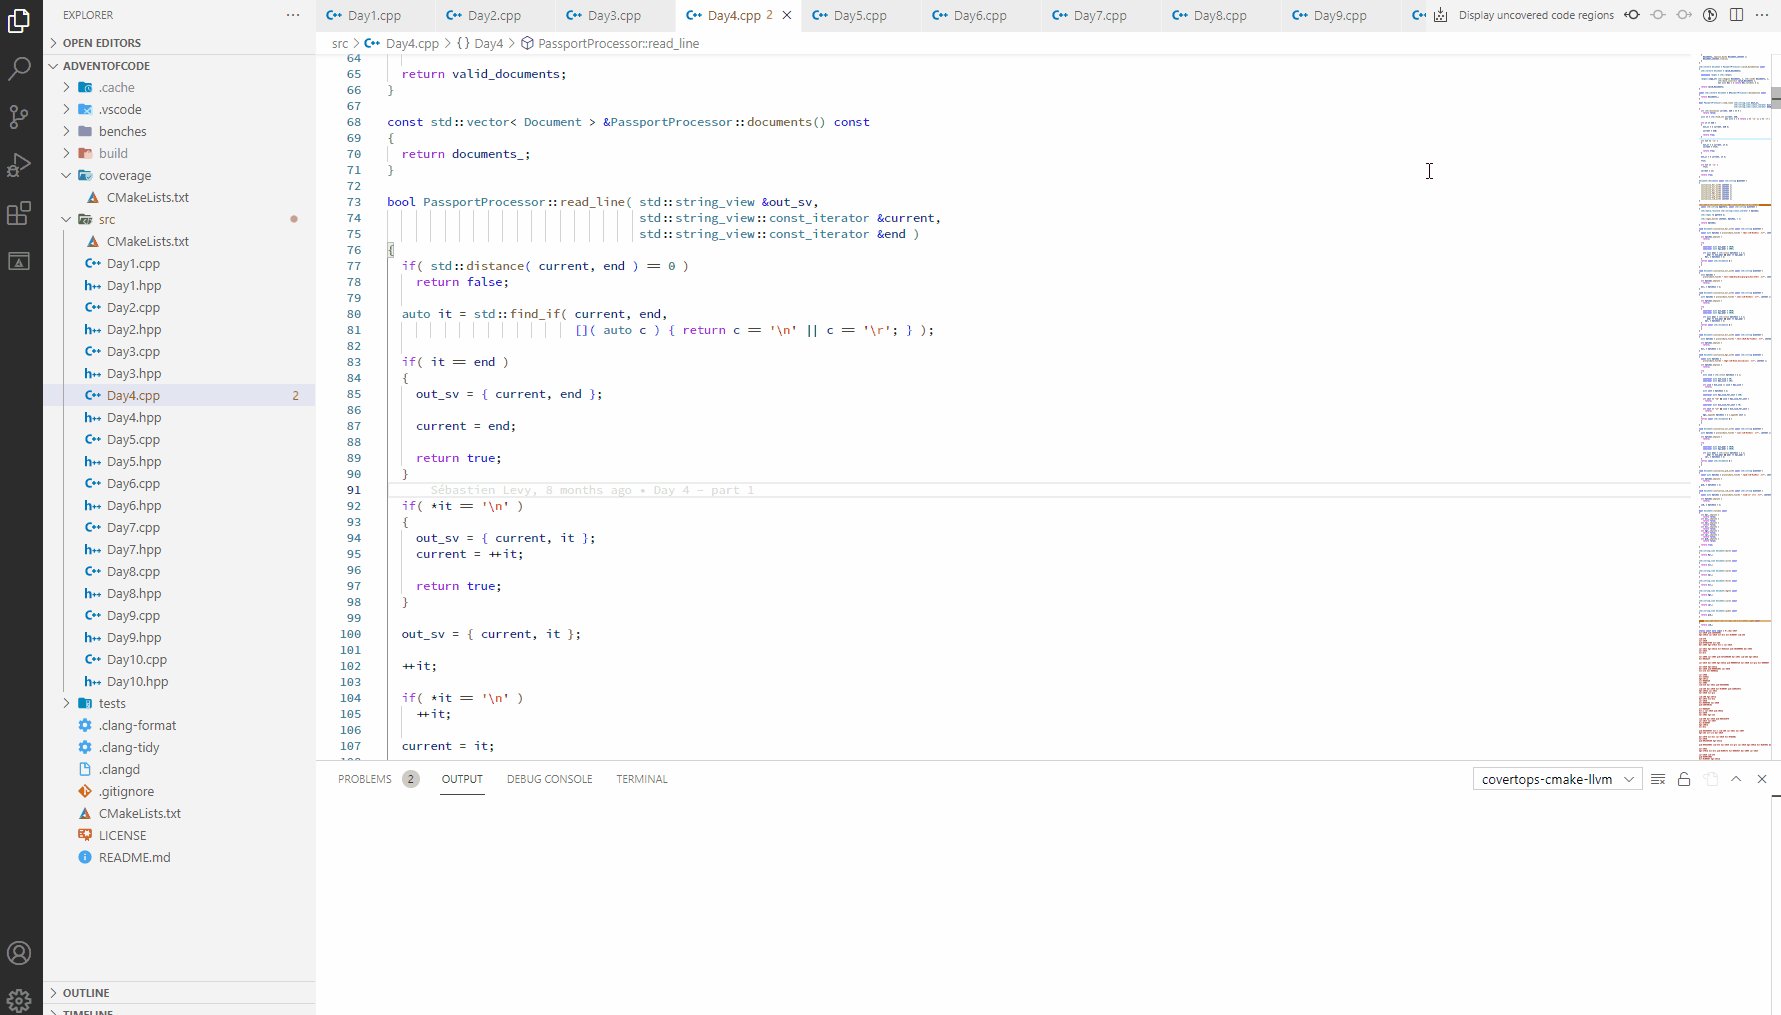 EXPLORER
OPEN EDITORS
ADVENTOFCODE
.cache
.vscode
benches
build
coverage
CMakeLists.txt
src
CMakeLists.txt
Day1.cpp
Day1.hpp
Day2.cpp
Day2.hpp
Day3.cpp
Day3.hpp
Day4.cpp 2
Day4.hpp
Day5.cpp
Day5.hpp
Day6.cpp
Day6.hpp
Day7.cpp
Day7.hpp
Day8.cpp
Day8.hpp
Day9.cpp
Day9.hpp
Day10.cpp
Day10.hpp
tests
.clang-format
.clang-tidy
.clangd
.gitignore
CMakeLists.txt
LICENSE
README.md
OUTLINE
TIMELINE
Day1.cpp Day2.cpp Day3.cpp Day4.cpp 2 Day5.cpp Day6.cpp Day7.cpp Day8.cpp Day9.cpp Display uncovered code regions
src > Day4.cpp > {} Day4 > PassportProcessor::read_line
64
65 return valid_documents;
66 }
67
68 const std::vector< Document > &PassportProcessor::documents() const
69 {
70 return documents_;
71 }
72
73 bool PassportProcessor::read_line( std::string_view &out_sv,
74 std::string_view::const_iterator &current,
75 std::string_view::const_iterator &end )
76 {
77 if( std::distance( current, end ) == 0 )
78 return false;
79
80 auto it = std::find_if( current, end,
81 []( auto c ) { return c == '\n' || c == '\r'; } );
82
83 if( it == end )
84 {
85 out_sv = { current, end };
86
87 current = end;
88
89 return true;
90 }
91 Sébastien Levy, 8 months ago • Day 4 - part 1
92 if( *it == '\n' )
93 {
94 out_sv = { current, it };
95 current = ++it;
96
97 return true;
98 }
99
100 out_sv = { current, it };
101
102 ++it;
103
104 if( *it == '\n' )
105 ++it;
106
107 current = it;
PROBLEMS 2 OUTPUT DEBUG CONSOLE TERMINAL covertops-cmake-llvm